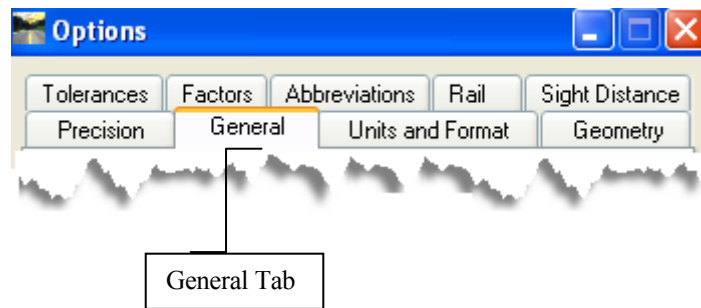 Options
Tolerances Factors Abbreviations Rail Sight Distance
Precision General Units and Format Geometry
General Tab